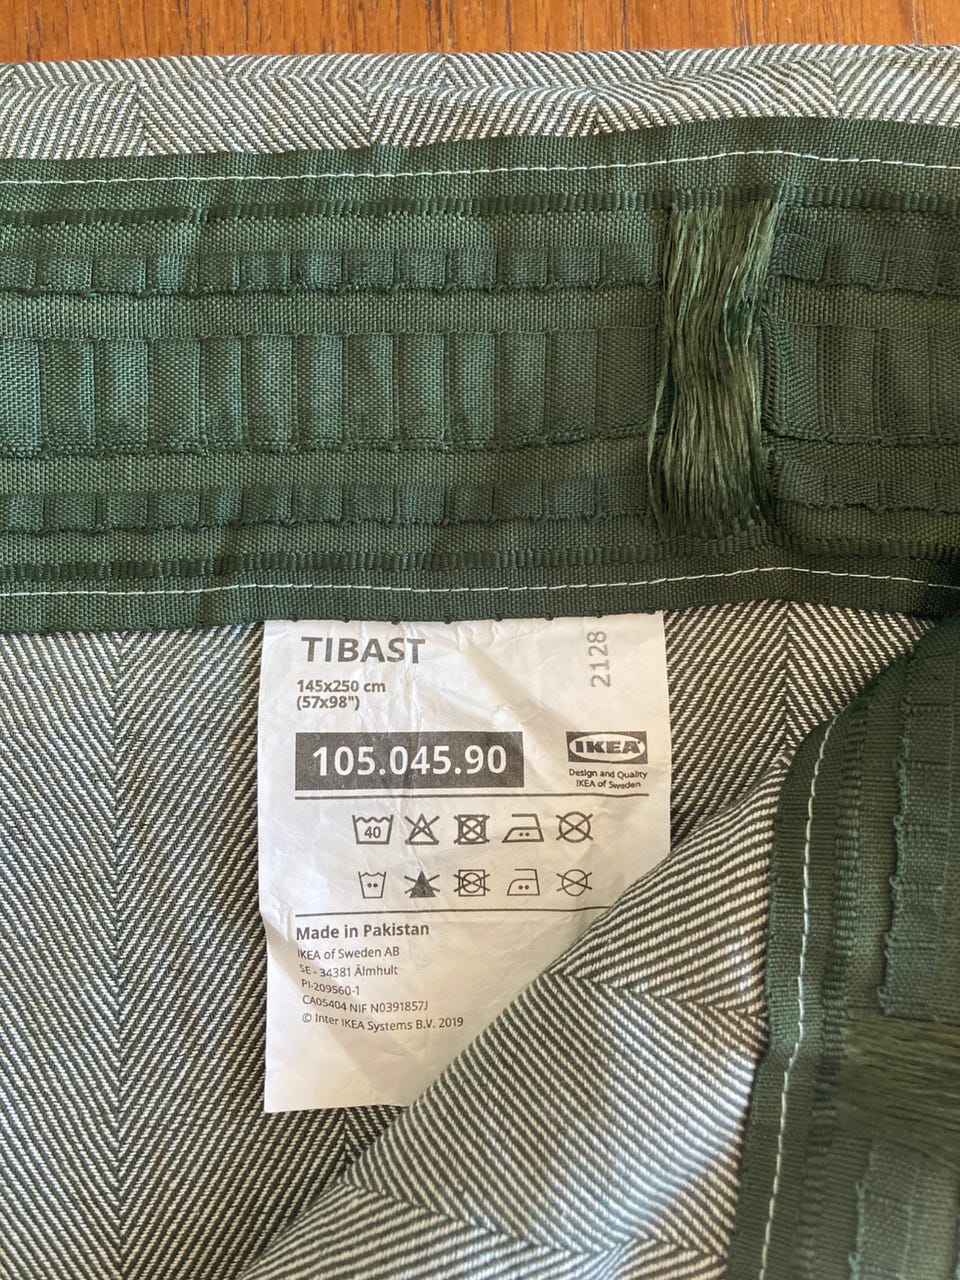 TIBAST
2128
145x250 cm
(57x98")
105.045.90
IKEA
Design and Quality
IKEA of Sweden
40
Made in Pakistan
IKEA of Sweden AB
SE - 34381 Älmhult
PI-209560-1
CA05404 NIF N0391857J
© Inter IKEA Systems B.V. 2019